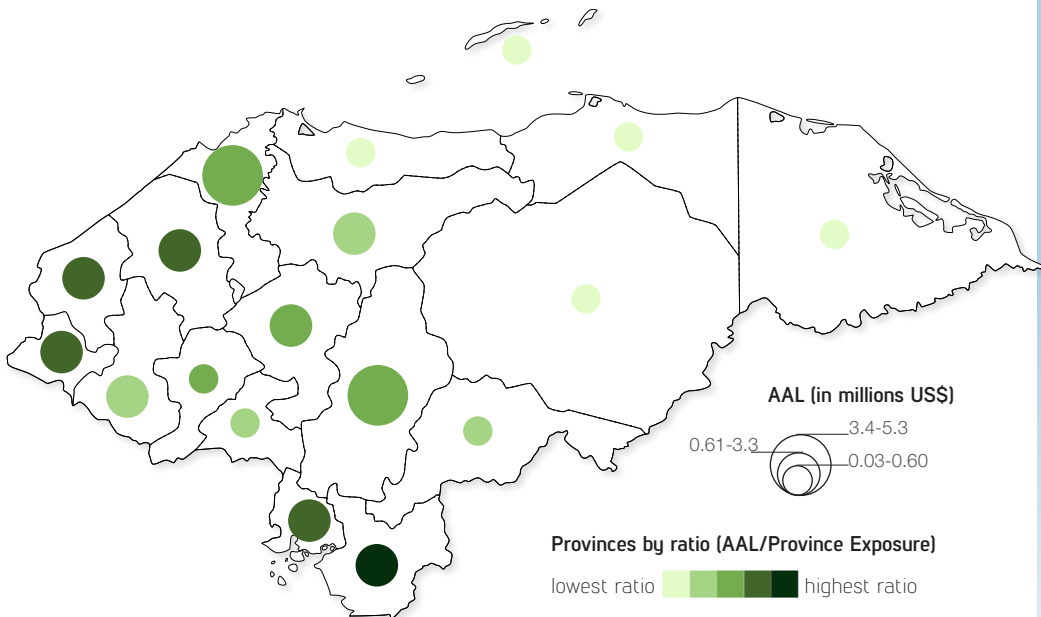 AAL (in millions US$)
3.4-5.3
0.61-3.3
0.03-0.60
Provinces by ratio (AAL/Province Exposure)
lowest ratio highest ratio